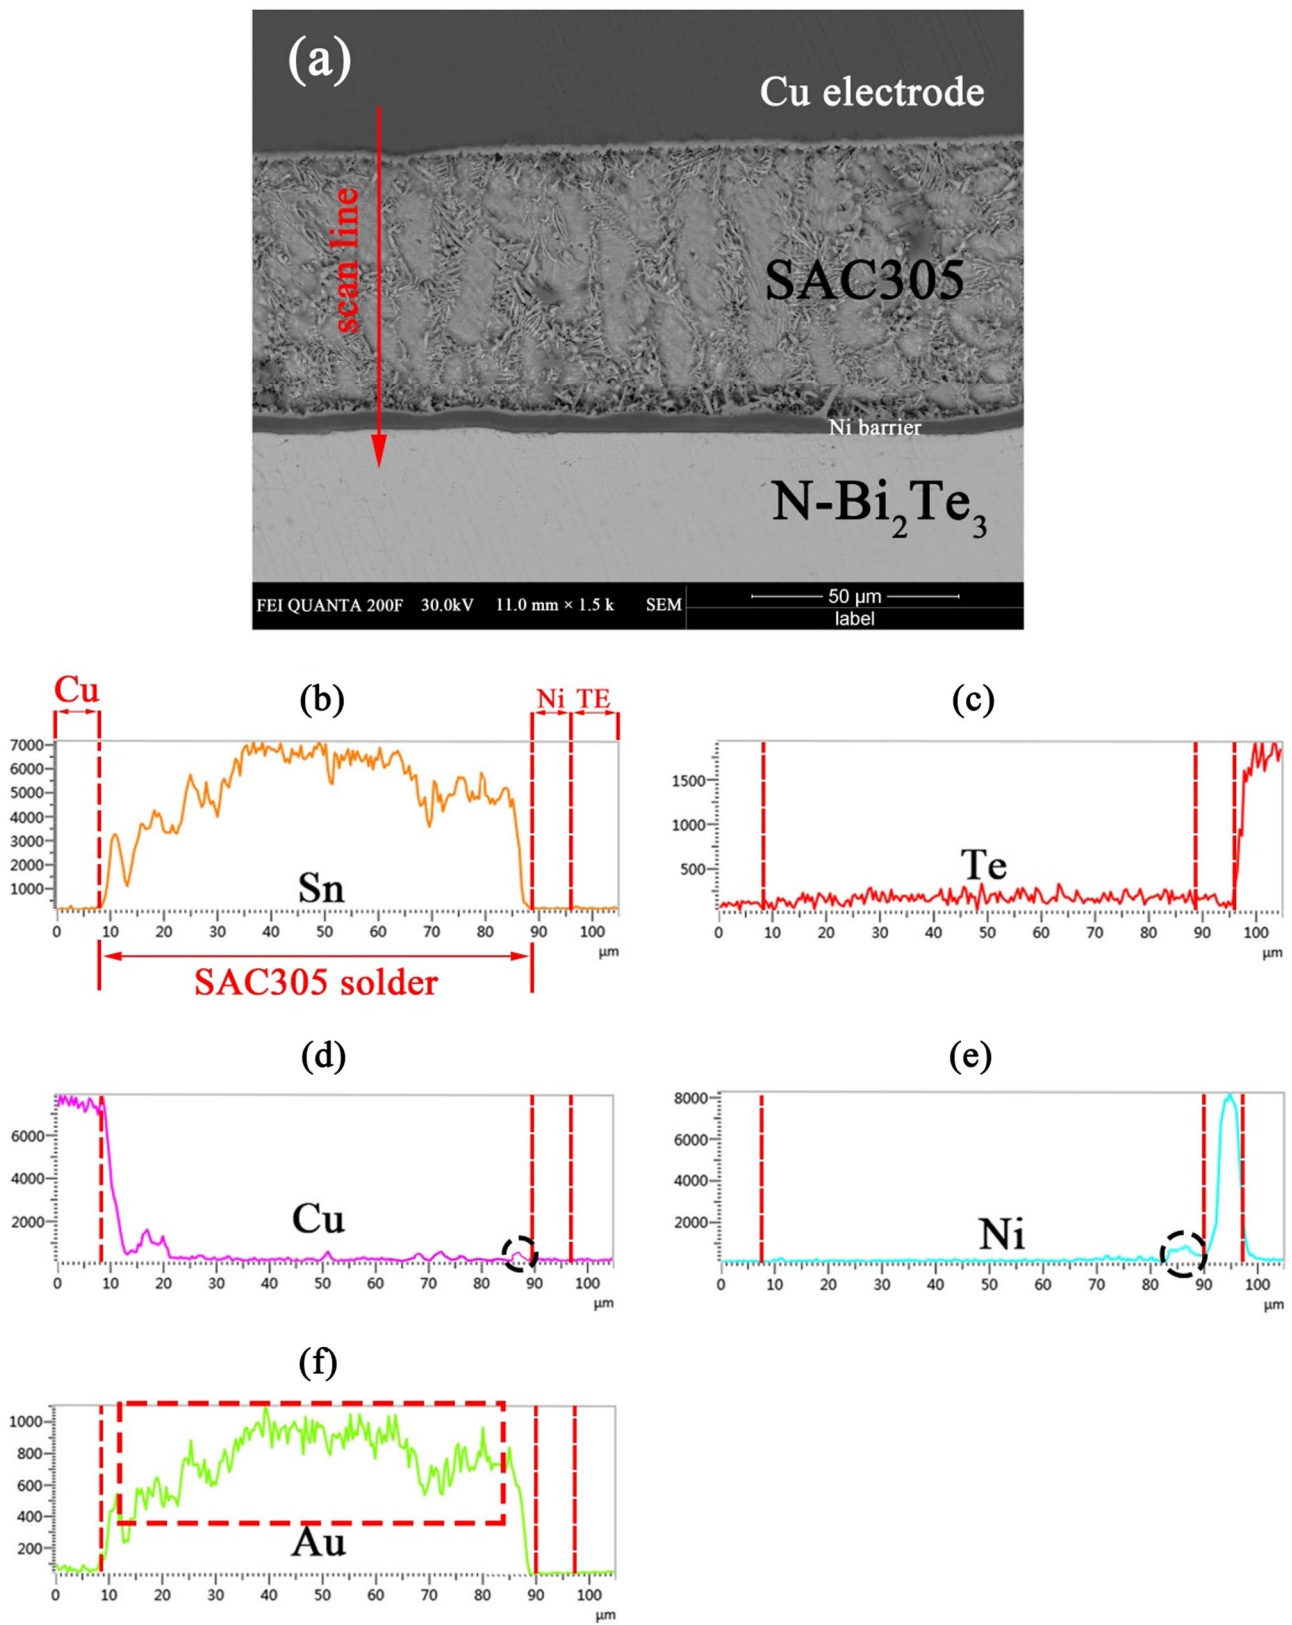 (a)
Cu electrode
scan line
SAC305
Ni barrier
N-Bi₂Te₃
FEI QUANTA 200F 30.0kV 11.0 mm × 1.5 k SEM 50 µm
label
Cu (b) Ni TE
7000
6000
5000
4000
3000
2000
1000
Sn
0 10 20 30 40 50 60 70 80 90 100
µm
SAC305 solder
(c)
1500
1000
500
Te
0 10 20 30 40 50 60 70 80 90 100
µm
(d)
6000
4000
2000
Cu
0 10 20 30 40 50 60 70 80 90 100
µm
(e)
8000
6000
4000
2000
Ni
0 10 20 30 40 50 60 70 80 90 100
µm
(f)
1000
800
600
400
200
Au
0 10 20 30 40 50 60 70 80 90 100
µm